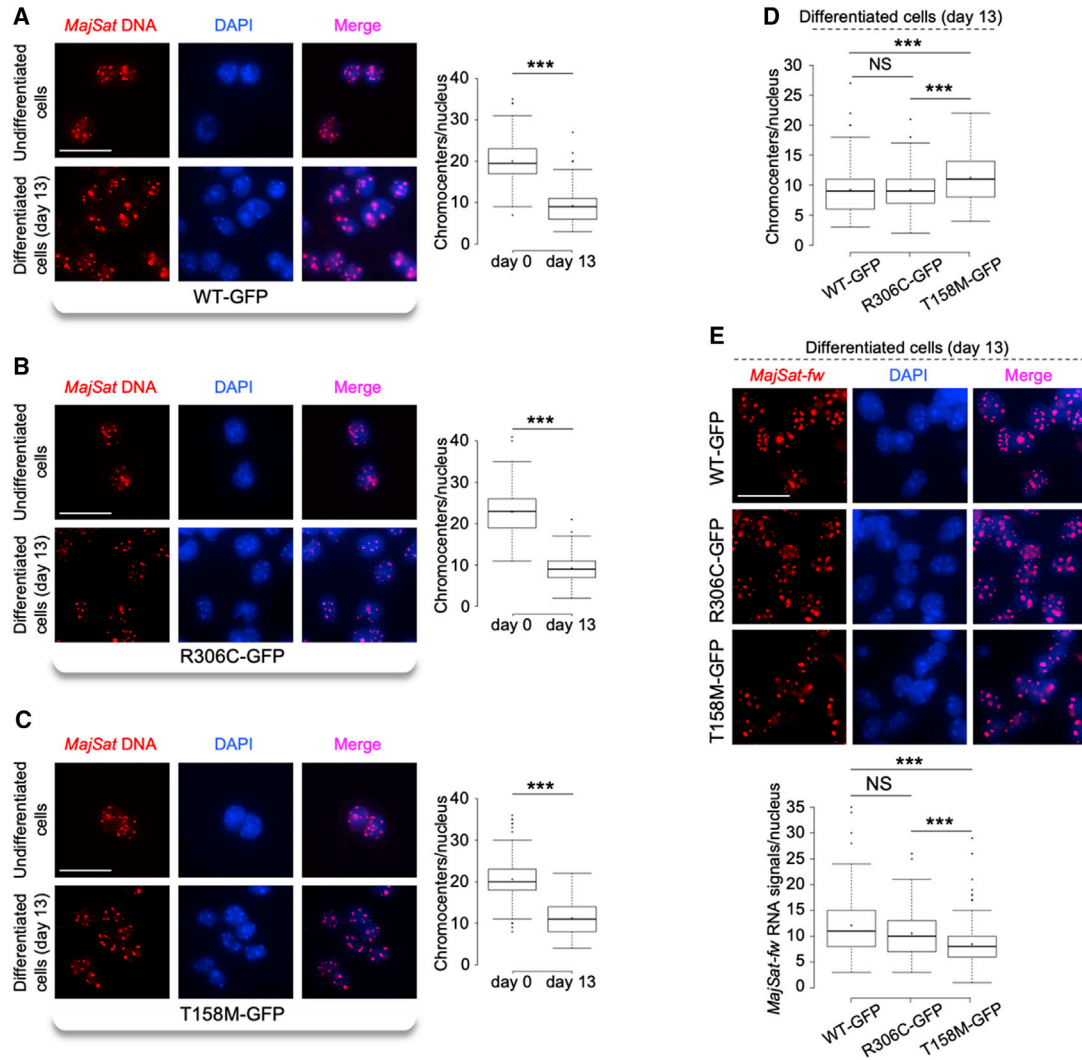 A
MajSat DNA DAPI Merge
Undifferentiated
cells
Differentiated
cells (day 13)
WT-GFP
Chromocenters/nucleus
40
30
20
10
0
***
day 0 day 13
B
MajSat DNA DAPI Merge
Undifferentiated
cells
Differentiated
cells (day 13)
R306C-GFP
Chromocenters/nucleus
40
30
20
10
0
***
day 0 day 13
C
MajSat DNA DAPI Merge
Undifferentiated
cells
Differentiated
cells (day 13)
T158M-GFP
Chromocenters/nucleus
40
30
20
10
0
***
day 0 day 13
D
Differentiated cells (day 13)
***
NS
***
Chromocenters/nucleus
30
25
20
15
10
5
0
WT-GFP
R306C-GFP
T158M-GFP
E
Differentiated cells (day 13)
MajSat-fw DAPI Merge
WT-GFP
R306C-GFP
T158M-GFP
***
NS
***
MajSat-fw RNA signals/nucleus
35
30
25
20
15
10
5
0
WT-GFP
R306C-GFP
T158M-GFP